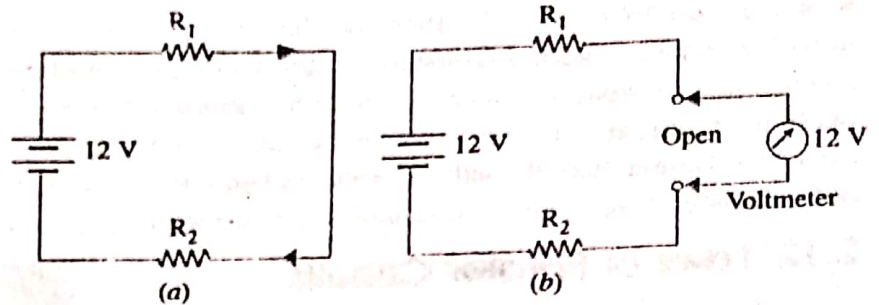 R₁
12 V
R₂
(a)
R₁
12 V
Open
12 V
Voltmeter
R₂
(b)